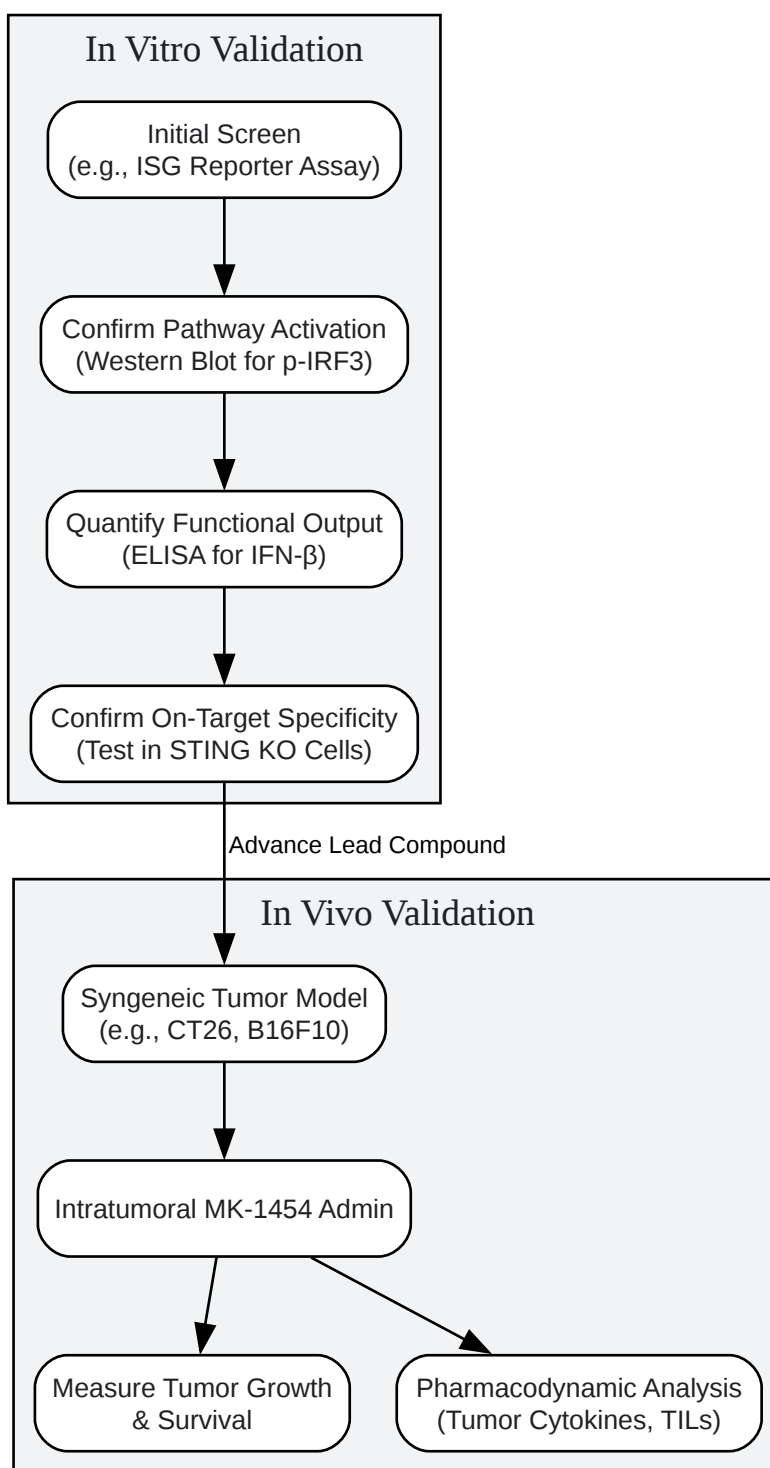 In Vitro Validation
Initial Screen
(e.g., ISG Reporter Assay)
Confirm Pathway Activation
(Western Blot for p-IRF3)
Quantify Functional Output
(ELISA for IFN-β)
Confirm On-Target Specificity
(Test in STING KO Cells)
Advance Lead Compound
In Vivo Validation
Syngeneic Tumor Model
(e.g., CT26, B16F10)
Intratumoral MK-1454 Admin
Measure Tumor Growth
& Survival
Pharmacodynamic Analysis
(Tumor Cytokines, TILs)